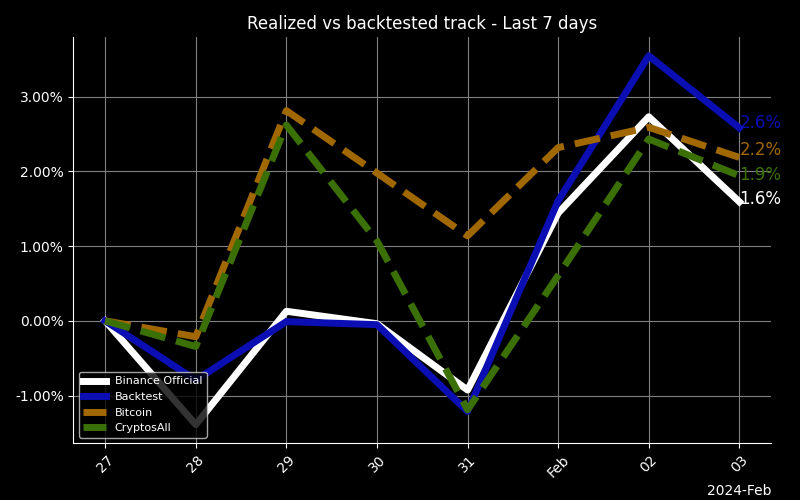 Realized vs backtested track - Last 7 days
3.00%
2.00%
1.00%
0.00%
-1.00%
2.6%
2.2%
1.9%
1.6%
Binance Official
Backtest
Bitcoin
CryptosAll
27
28
29
30
31
Feb
02
03
2024-Feb